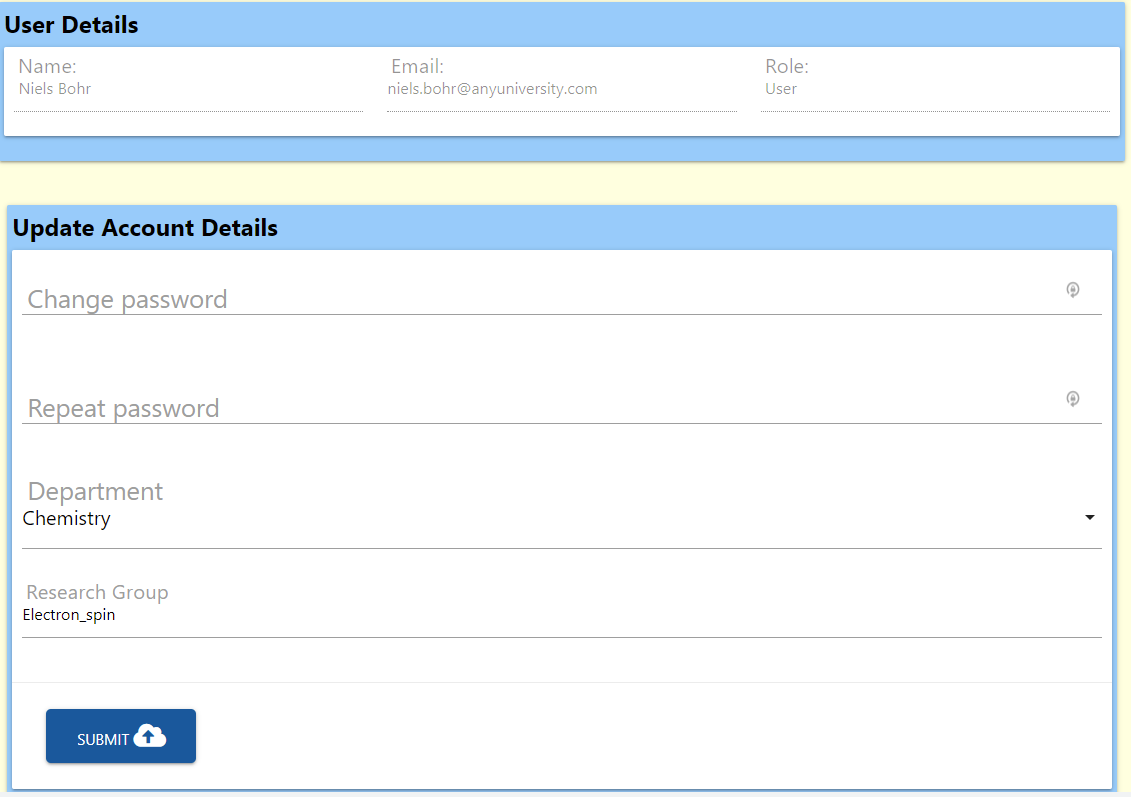 User Details
Name: Email: Role:
Niels Bohr niels.bohr@anyuniversity.com User
Update Account Details
Change password
Repeat password
Department
Chemistry
Research Group
Electron_spin
SUBMIT